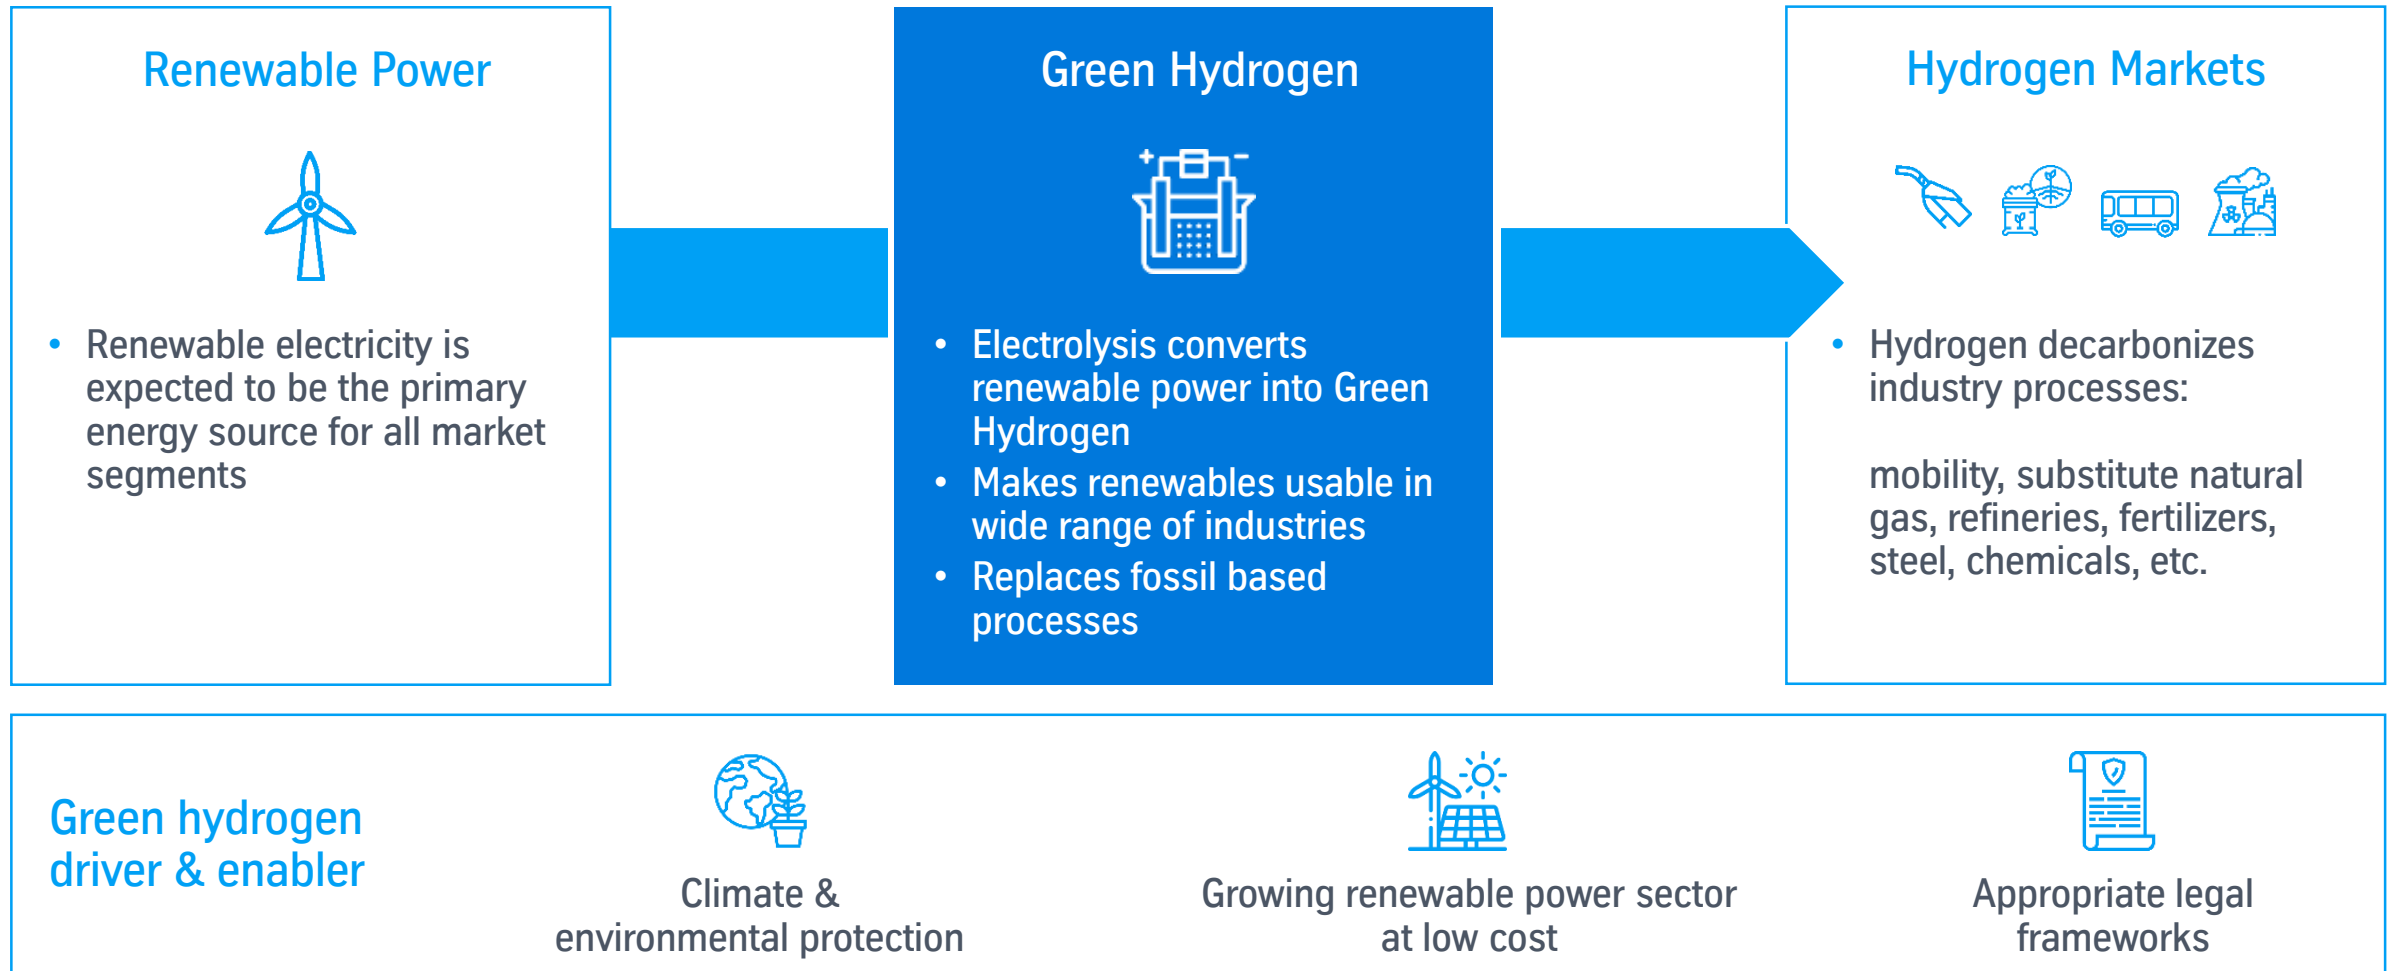 Renewable Power
• Renewable electricity is
expected to be the primary
energy source for all market
segments
Green Hydrogen
+ −
• Electrolysis converts
renewable power into Green
Hydrogen
• Makes renewables usable in
wide range of industries
• Replaces fossil based
processes
Hydrogen Markets
• Hydrogen decarbonizes
industry processes:
mobility, substitute natural
gas, refineries, fertilizers,
steel, chemicals, etc.
Green hydrogen
driver & enabler
Climate &
environmental protection
Growing renewable power sector
at low cost
Appropriate legal
frameworks